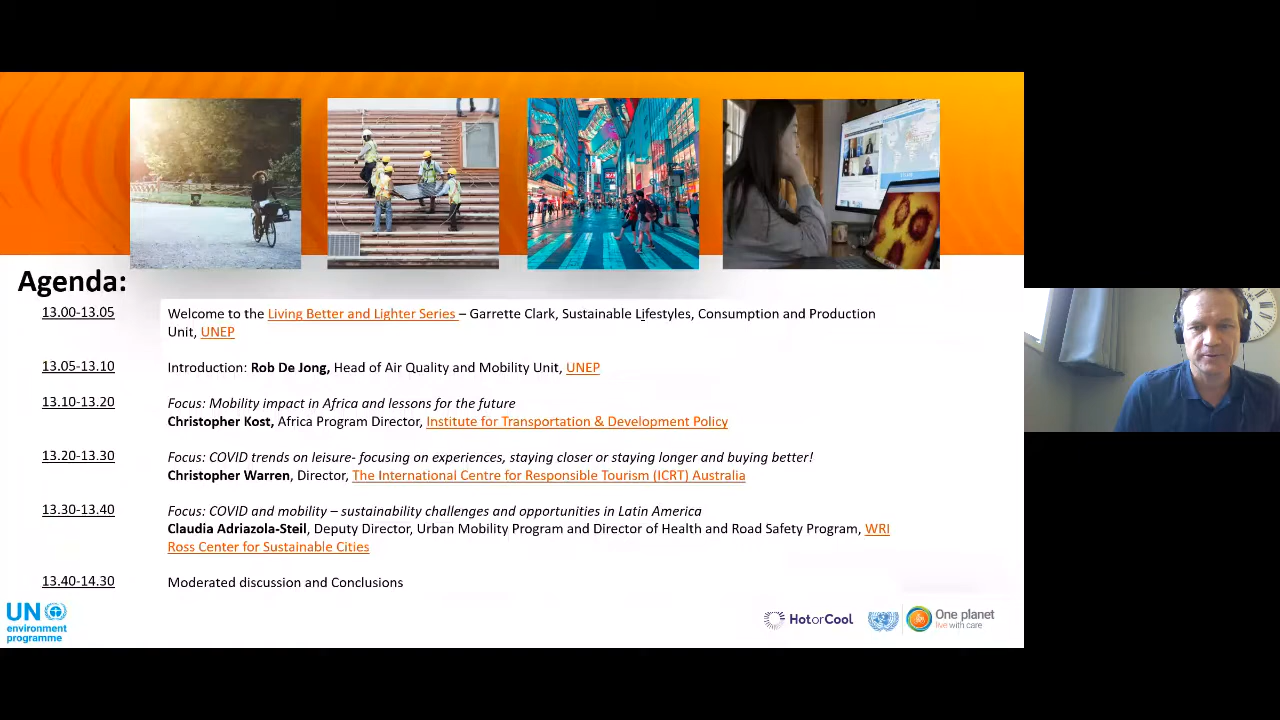 Agenda:
13.00-13.05
Welcome to the Living Better and Lighter Series – Garrette Clark, Sustainable Lifestyles, Consumption and Production
Unit, UNEP
13.05-13.10
Introduction: Rob De Jong, Head of Air Quality and Mobility Unit, UNEP
13.10-13.20
Focus: Mobility impact in Africa and lessons for the future
Christopher Kost, Africa Program Director, Institute for Transportation & Development Policy
13.20-13.30
Focus: COVID trends on leisure- focusing on experiences, staying closer or staying longer and buying better!
Christopher Warren, Director, The International Centre for Responsible Tourism (ICRT) Australia
13.30-13.40
Focus: COVID and mobility – sustainability challenges and opportunities in Latin America
Claudia Adriazola-Steil, Deputy Director, Urban Mobility Program and Director of Health and Road Safety Program, WRI
Ross Center for Sustainable Cities
13.40-14.30
Moderated discussion and Conclusions
UN
environment
programme
HotorCool
One planet
live with care